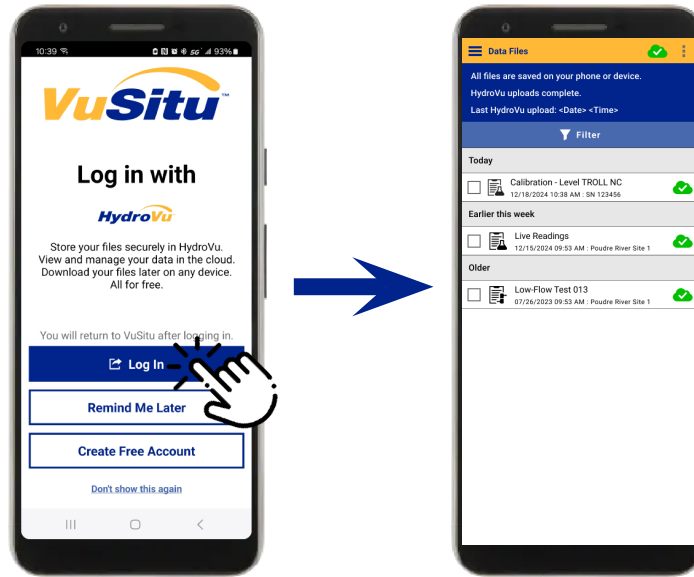 10:39
5G
93%
VuSitu™
Log in with
HydroVu
Store your files securely in HydroVu.
View and manage your data in the cloud.
Download your files later on any device.
All for free.
You will return to VuSitu after logging in.
Log In
Remind Me Later
Create Free Account
Don't show this again
Data Files
All files are saved on your phone or device.
HydroVu uploads complete.
Last HydroVu upload: <Date> <Time>
Filter
Today
Calibration - Level TROLL NC
12/18/2024 10:38 AM : SN 123456
Earlier this week
Live Readings
12/15/2024 09:53 AM : Poudre River Site 1
Older
Low-Flow Test 013
07/26/2023 09:53 AM : Poudre River Site 1